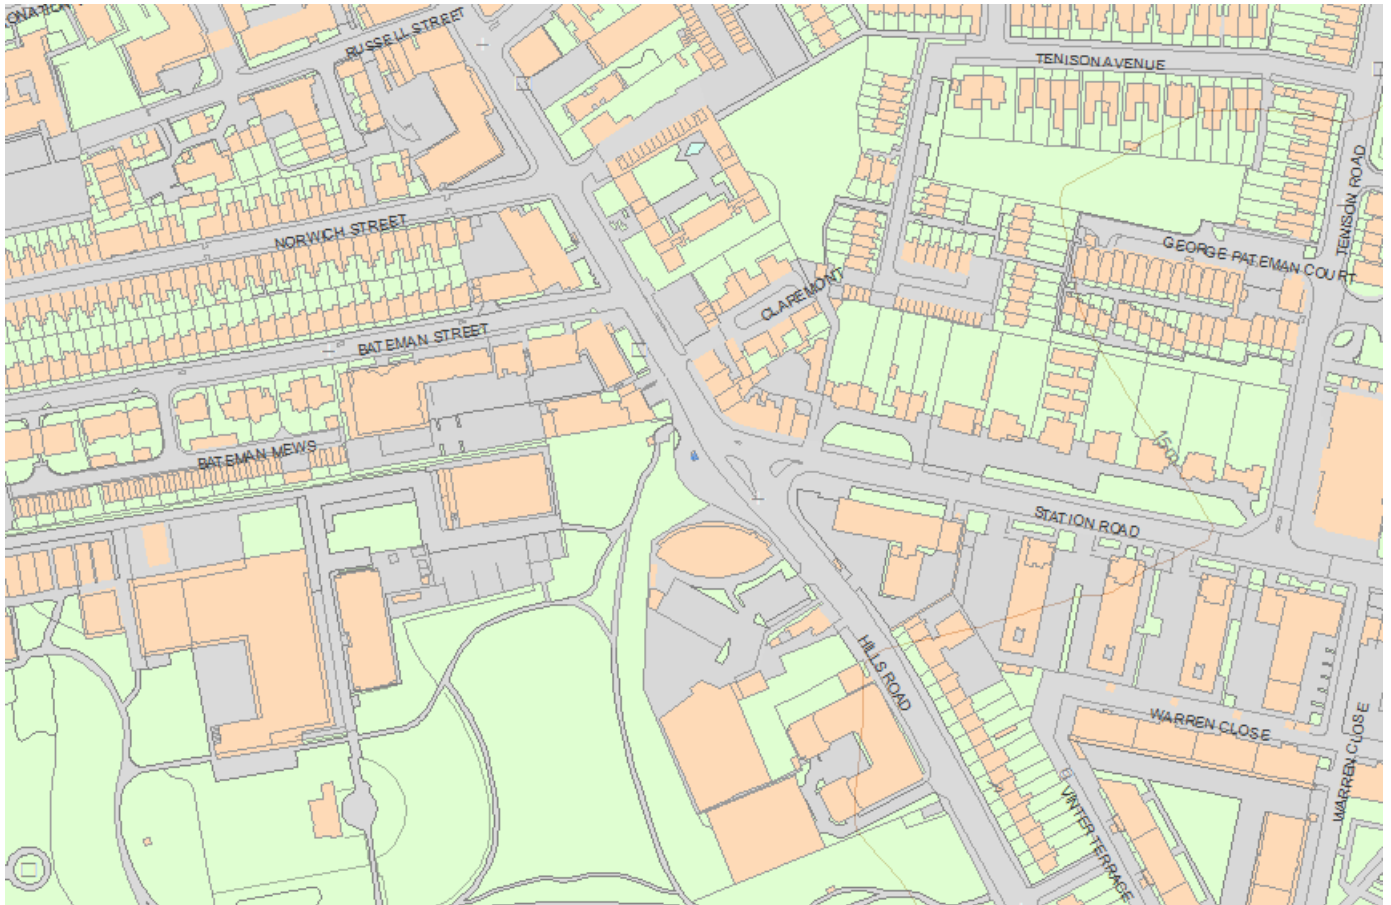 RUSSELL STREET
TENISON AVENUE
TENISON ROAD
NORWICH STREET
GEORGE PATEMAN COURT
CLAREMONT
BATEMAN STREET
BATEMAN MEWS
15m
STATION ROAD
HILLS ROAD
WARREN CLOSE
WARREN CLOSE
VINTER TERRACE